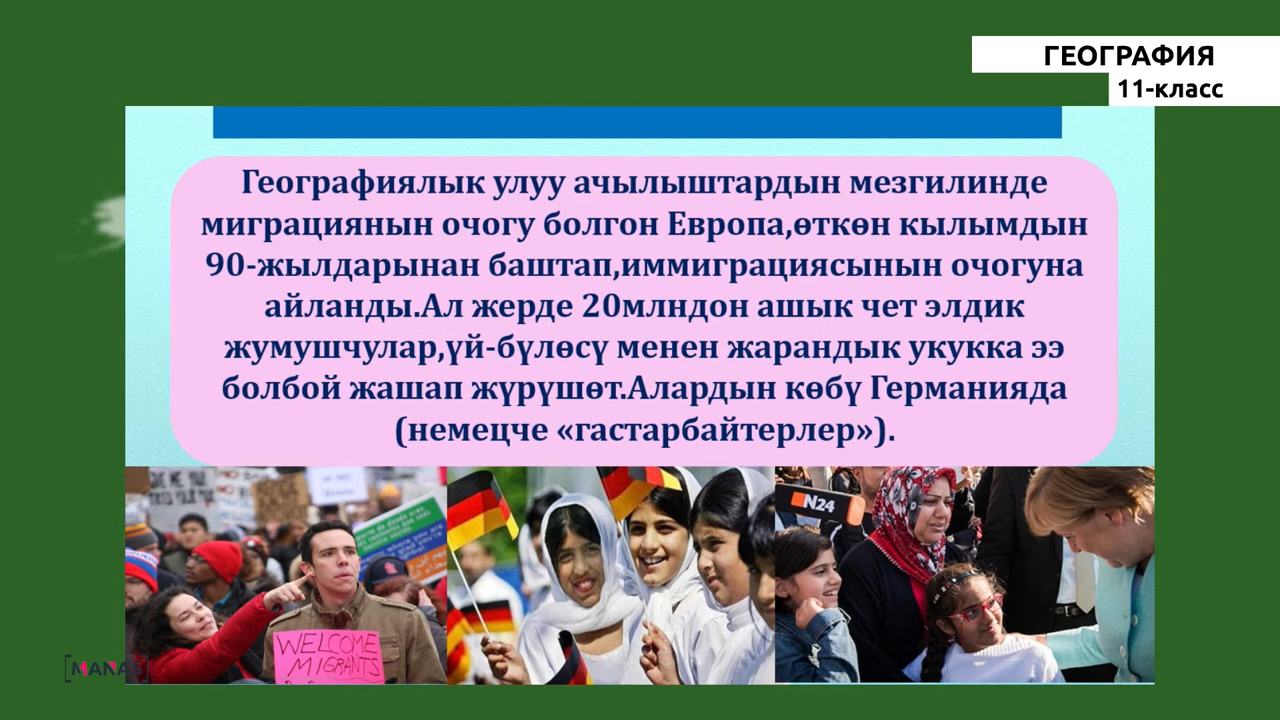 ГЕОГРАФИЯ
11-класс
Географиялык улуу ачылыштардын мезгилинде
миграциянын очогу болгон Европа,өткөн кылымдын
90-жылдарынан баштап,иммиграциясынын очогуна
айланды.Ал жерде 20млндон ашык чет элдик
жумушчулар,үй-бүлөсү менен жарандык укукка ээ
болбой жашап жүрүшөт.Алардын көбү Германияда
(немецче «гастарбайтерлер»).
N24
WELCOME
MIGRANTS
[MANAS]